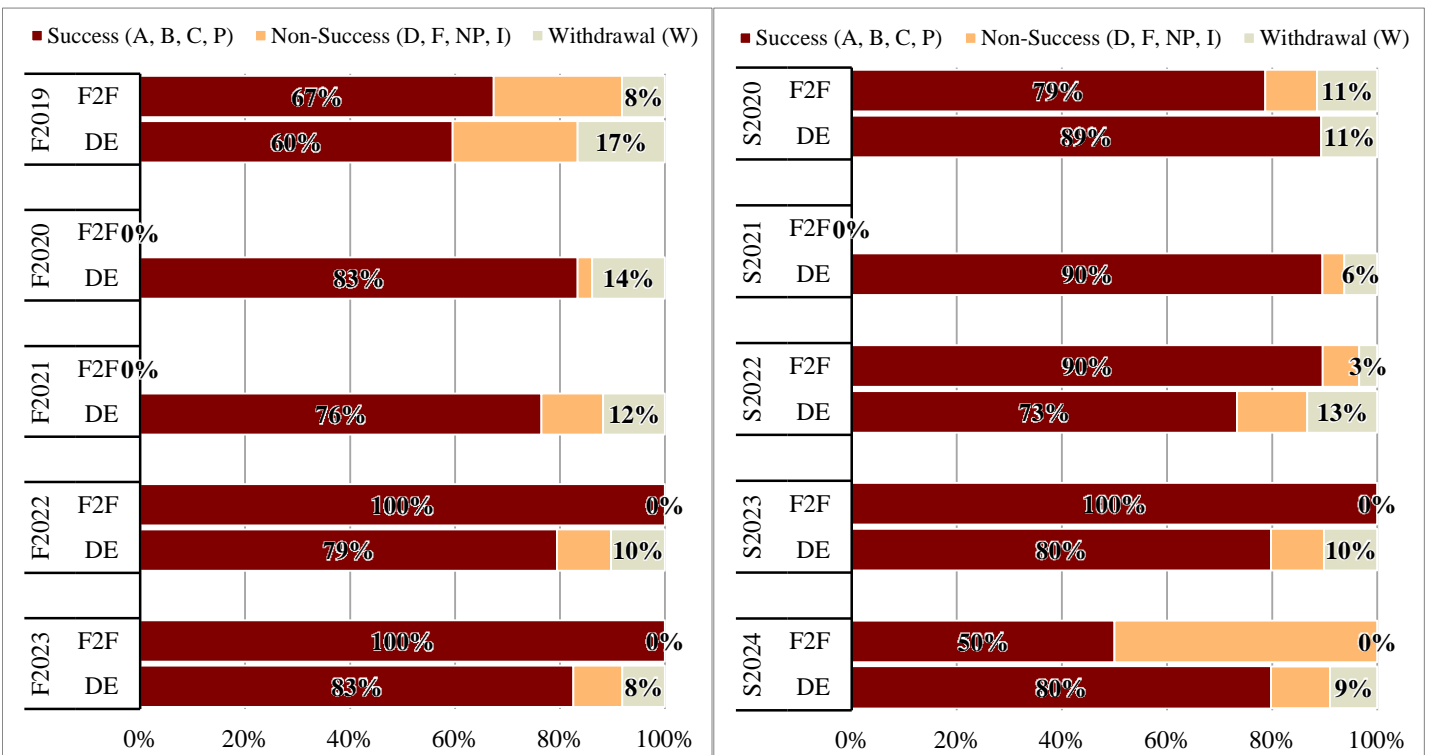 Success (A, B, C, P) Non-Success (D, F, NP, I) Withdrawal (W)
F2019
F2F 67% 8%
DE 60% 17%
F2020
F2F 0%
DE 83% 14%
F2021
F2F 0%
DE 76% 12%
F2022
F2F 100% 0%
DE 79% 10%
F2023
F2F 100% 0%
DE 83% 8%
0% 20% 40% 60% 80% 100%
Success (A, B, C, P) Non-Success (D, F, NP, I) Withdrawal (W)
S2020
F2F 79% 11%
DE 89% 11%
S2021
F2F 0%
DE 90% 6%
S2022
F2F 90% 3%
DE 73% 13%
S2023
F2F 100% 0%
DE 80% 10%
S2024
F2F 50% 0%
DE 80% 9%
0% 20% 40% 60% 80% 100%